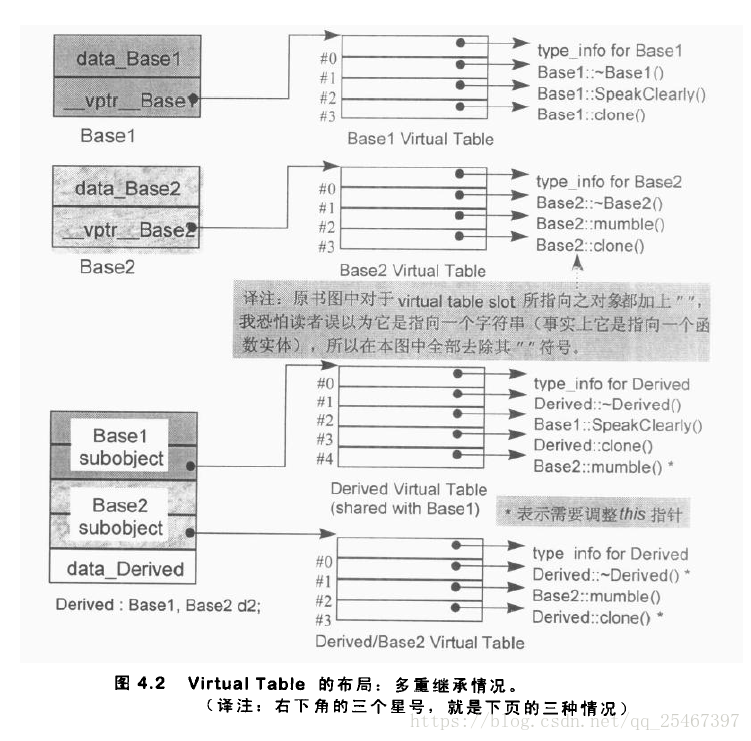 data_Base1
__vptr__Base1
Base1
#0
#1
#2
#3
type_info for Base1
Base1::~Base1()
Base1::SpeakClearly()
Base1::clone()
Base1 Virtual Table
data_Base2
__vptr__Base2
Base2
#0
#1
#2
#3
type_info for Base2
Base2::~Base2()
Base2::mumble()
Base2::clone()
Base2 Virtual Table
译注：原书图中对于 virtual table slot 所指向之对象都加上 " "，
我恐怕读者误以为它是指向一个字符串（事实上它是指向一个函
数实体），所以在本图中全部去除其 " " 符号。
Base1
subobject
Base2
subobject
data_Derived
Derived : Base1, Base2 d2;
#0
#1
#2
#3
#4
type_info for Derived
Derived::~Derived()
Base1::SpeakClearly()
Derived::clone()
Base2::mumble() *
Derived Virtual Table
(shared with Base1)
* 表示需要调整this 指针
#0
#1
#2
#3
type_info for Derived
Derived::~Derived() *
Base2::mumble()
Derived::clone() *
Derived/Base2 Virtual Table
图 4.2 Virtual Table 的布局：多重继承情况。
（译注：右下角的三个星号，就是下页的三种情况）
https://blog.csdn.net/qq_25467397